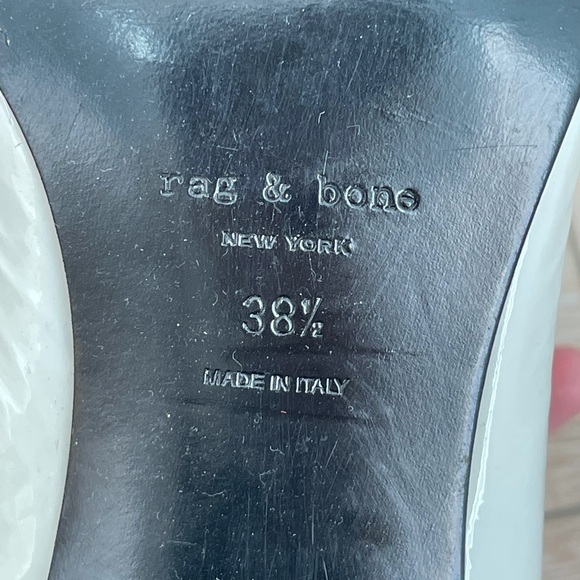 rag & bone
NEW YORK
38½
MADE IN ITALY